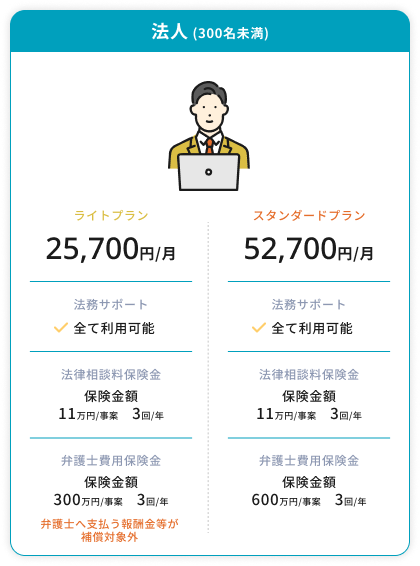 法人 (300名未満)
ライトプラン
25,700円/月
法務サポート
全て利用可能
法律相談料保険金
保険金額
11万円/事案 3回/年
弁護士費用保険金
保険金額
300万円/事案 3回/年
弁護士へ支払う報酬金等が
補償対象外
スタンダードプラン
52,700円/月
法務サポート
全て利用可能
法律相談料保険金
保険金額
11万円/事案 3回/年
弁護士費用保険金
保険金額
600万円/事案 3回/年